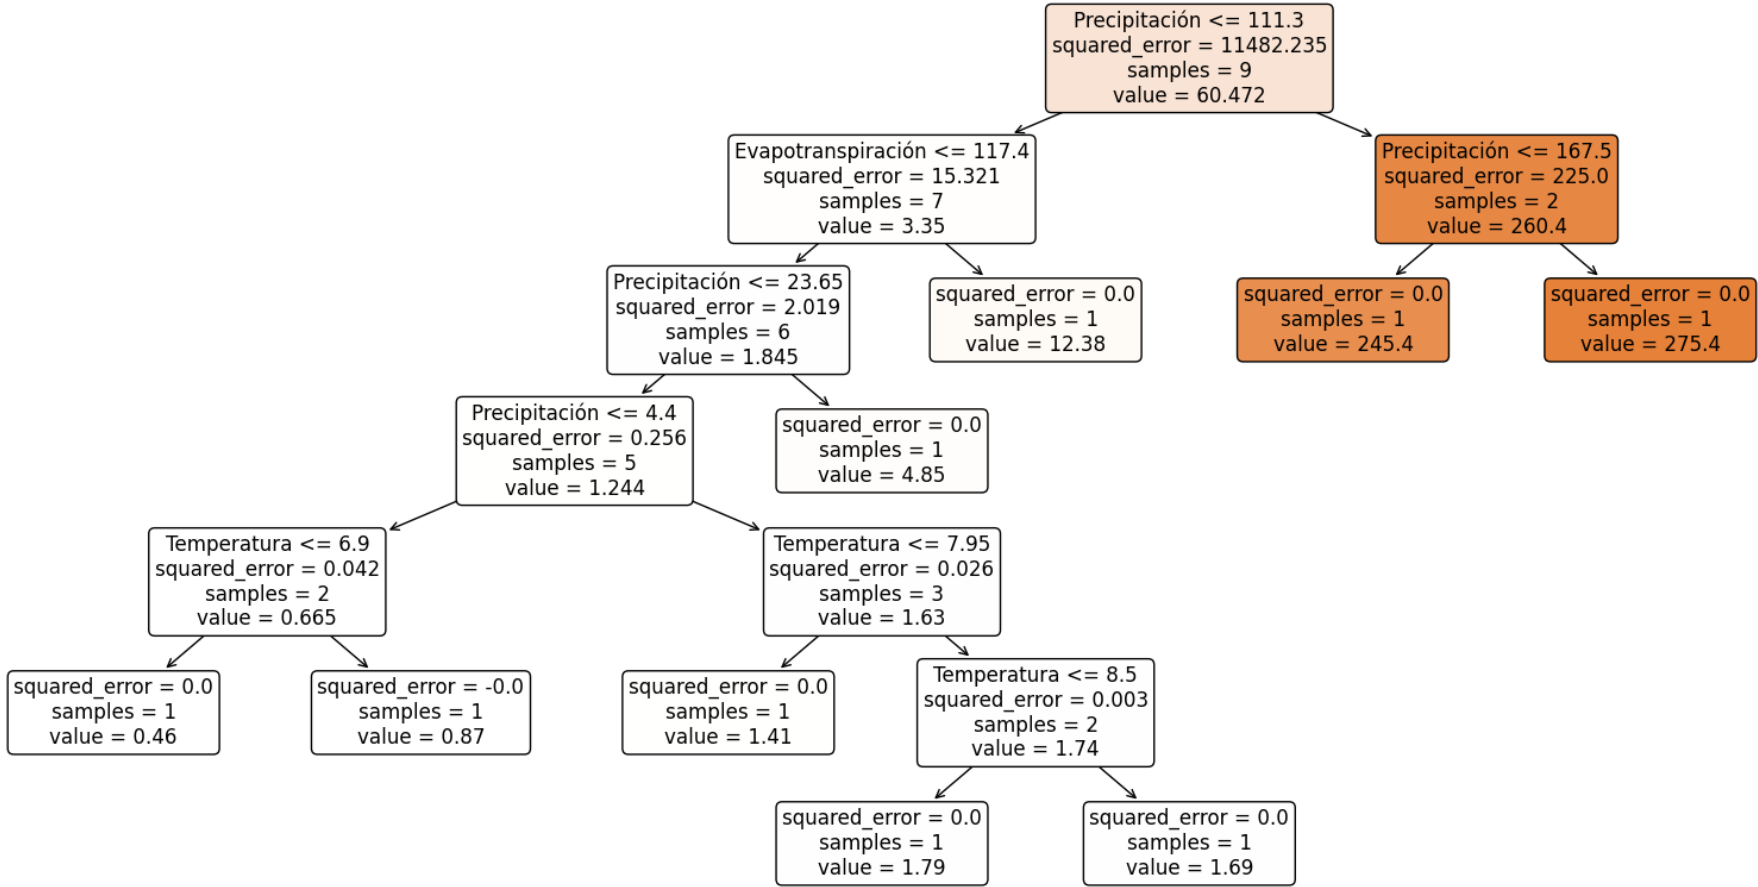 Precipitación <= 111.3
squared_error = 11482.235
samples = 9
value = 60.472
Evapotranspiración <= 117.4
squared_error = 15.321
samples = 7
value = 3.35
Precipitación <= 167.5
squared_error = 225.0
samples = 2
value = 260.4
Precipitación <= 23.65
squared_error = 2.019
samples = 6
value = 1.845
squared_error = 0.0
samples = 1
value = 12.38
squared_error = 0.0
samples = 1
value = 245.4
squared_error = 0.0
samples = 1
value = 275.4
Precipitación <= 4.4
squared_error = 0.256
samples = 5
value = 1.244
squared_error = 0.0
samples = 1
value = 4.85
Temperatura <= 6.9
squared_error = 0.042
samples = 2
value = 0.665
Temperatura <= 7.95
squared_error = 0.026
samples = 3
value = 1.63
squared_error = 0.0
samples = 1
value = 0.46
squared_error = -0.0
samples = 1
value = 0.87
squared_error = 0.0
samples = 1
value = 1.41
Temperatura <= 8.5
squared_error = 0.003
samples = 2
value = 1.74
squared_error = 0.0
samples = 1
value = 1.79
squared_error = 0.0
samples = 1
value = 1.69